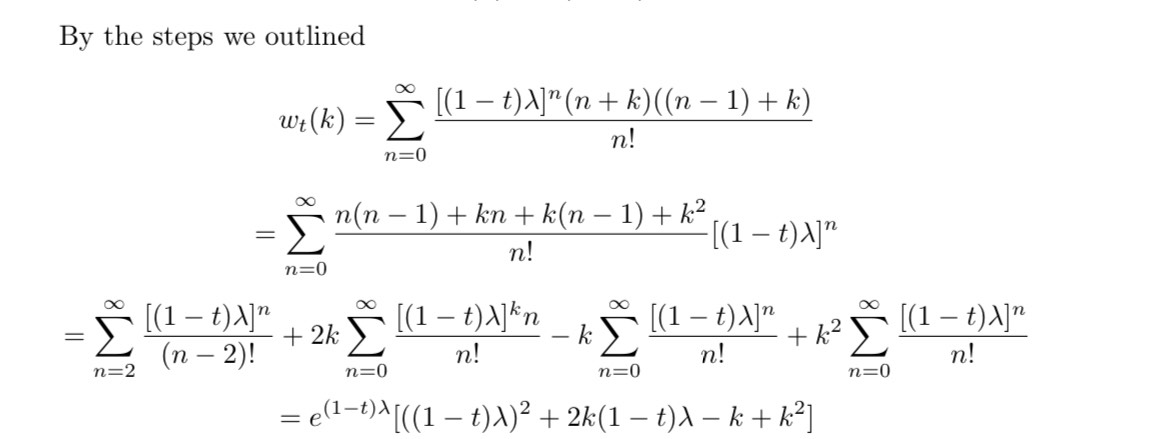 By the steps we outlined
$$w_t(k) = \sum_{n=0}^{\infty} \frac{[(1-t)\lambda]^n (n+k)((n-1)+k)}{n!}$$
$$= \sum_{n=0}^{\infty} \frac{n(n-1)+kn+k(n-1)+k^2}{n!} [(1-t)\lambda]^n$$
$$= \sum_{n=2}^{\infty} \frac{[(1-t)\lambda]^n}{(n-2)!} + 2k \sum_{n=0}^{\infty} \frac{[(1-t)\lambda]^k n}{n!} - k \sum_{n=0}^{\infty} \frac{[(1-t)\lambda]^n}{n!} + k^2 \sum_{n=0}^{\infty} \frac{[(1-t)\lambda]^n}{n!}$$
$$= e^{(1-t)\lambda} [((1-t)\lambda)^2 + 2k(1-t)\lambda - k + k^2]$$